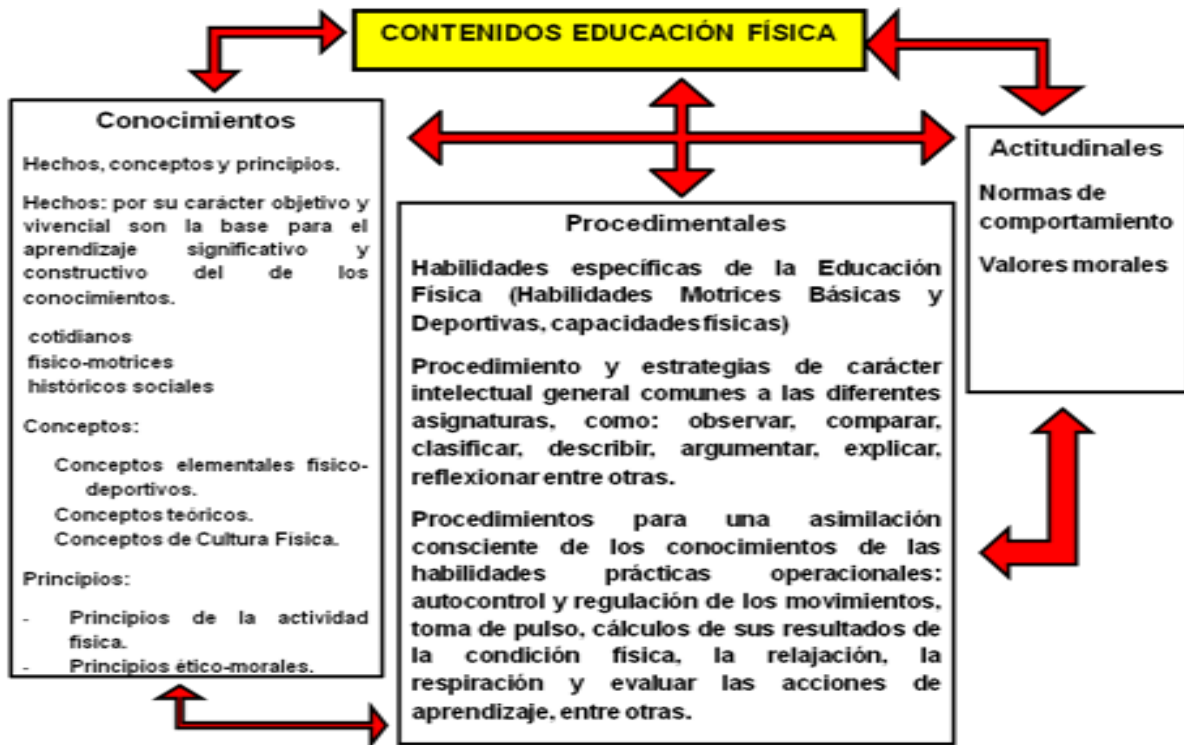 CONTENIDOS EDUCACIÓN FÍSICA
Conocimientos
Hechos, conceptos y principios.
Hechos: por su carácter objetivo y
vivencial son la base para el
aprendizaje significativo y
constructivo del de los
conocimientos.
cotidianos
físico-motrices
históricos sociales
Conceptos:
Conceptos elementales físico-
deportivos.
Conceptos teóricos.
Conceptos de Cultura Física.
Principios:
- Principios de la actividad
física.
- Principios ético-morales.
Procedimentales
Habilidades específicas de la Educación
Física (Habilidades Motrices Básicas y
Deportivas, capacidades físicas)
Procedimiento y estrategias de carácter
intelectual general comunes a las diferentes
asignaturas, como: observar, comparar,
clasificar, describir, argumentar, explicar,
reflexionar entre otras.
Procedimientos para una asimilación
consciente de los conocimientos de las
habilidades prácticas operacionales:
autocontrol y regulación de los movimientos,
toma de pulso, cálculos de sus resultados de
la condición física, la relajación, la
respiración y evaluar las acciones de
aprendizaje, entre otras.
Actitudinales
Normas de
comportamiento
Valores morales